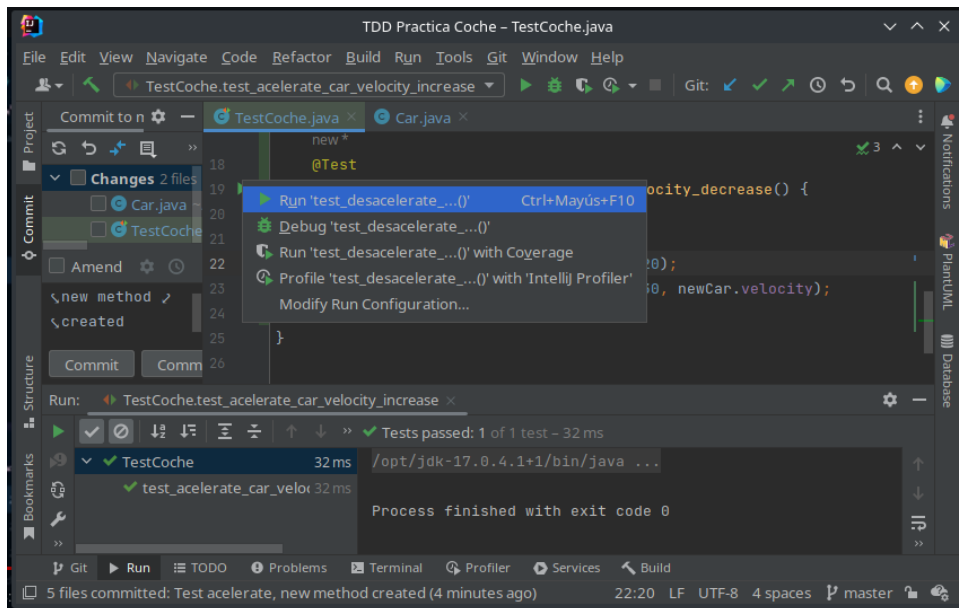 TDD Practica Coche – TestCoche.java
File Edit View Navigate Code Refactor Build Run Tools Git Window Help
TestCoche.test_acelerate_car_velocity_increase Git:
Project
Commit
Structure
Bookmarks
Commit to n
Changes 2 files
Car.java
TestCoche
Amend
new method
created
Commit Comm
TestCoche.java Car.java
new *
3
18 @Test
19 ocity_decrease() {
20
21
22 20);
23 60, newCar.velocity);
24
25 }
26
Run 'test_desacelerate_...()' Ctrl+Mayús+F10
Debug 'test_desacelerate_...()'
Run 'test_desacelerate_...()' with Coverage
Profile 'test_desacelerate_...()' with 'IntelliJ Profiler'
Modify Run Configuration...
Notifications
PlantUML
Database
Run: TestCoche.test_acelerate_car_velocity_increase
Tests passed: 1 of 1 test – 32 ms
TestCoche 32 ms
test_acelerate_car_veloc 32 ms
/opt/jdk-17.0.4.1+1/bin/java ...
Process finished with exit code 0
Git Run TODO Problems Terminal Profiler Services Build
5 files committed: Test acelerate, new method created (4 minutes ago) 22:20 LF UTF-8 4 spaces master